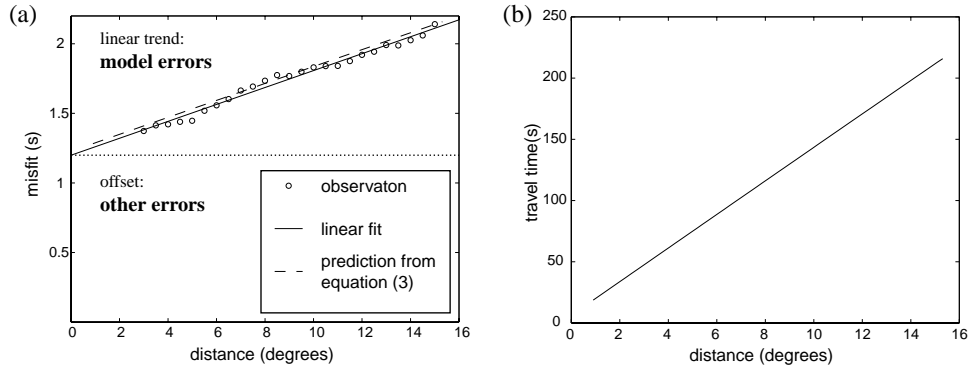 (a)
2
1.5
1
0.5
misfit (s)
linear trend:
model errors
offset:
other errors
observaton
linear fit
prediction from
equation (3)
0 2 4 6 8 10 12 14 16
distance (degrees)
(b)
250
200
150
100
50
0
travel time(s)
0 2 4 6 8 10 12 14 16
distance (degrees)